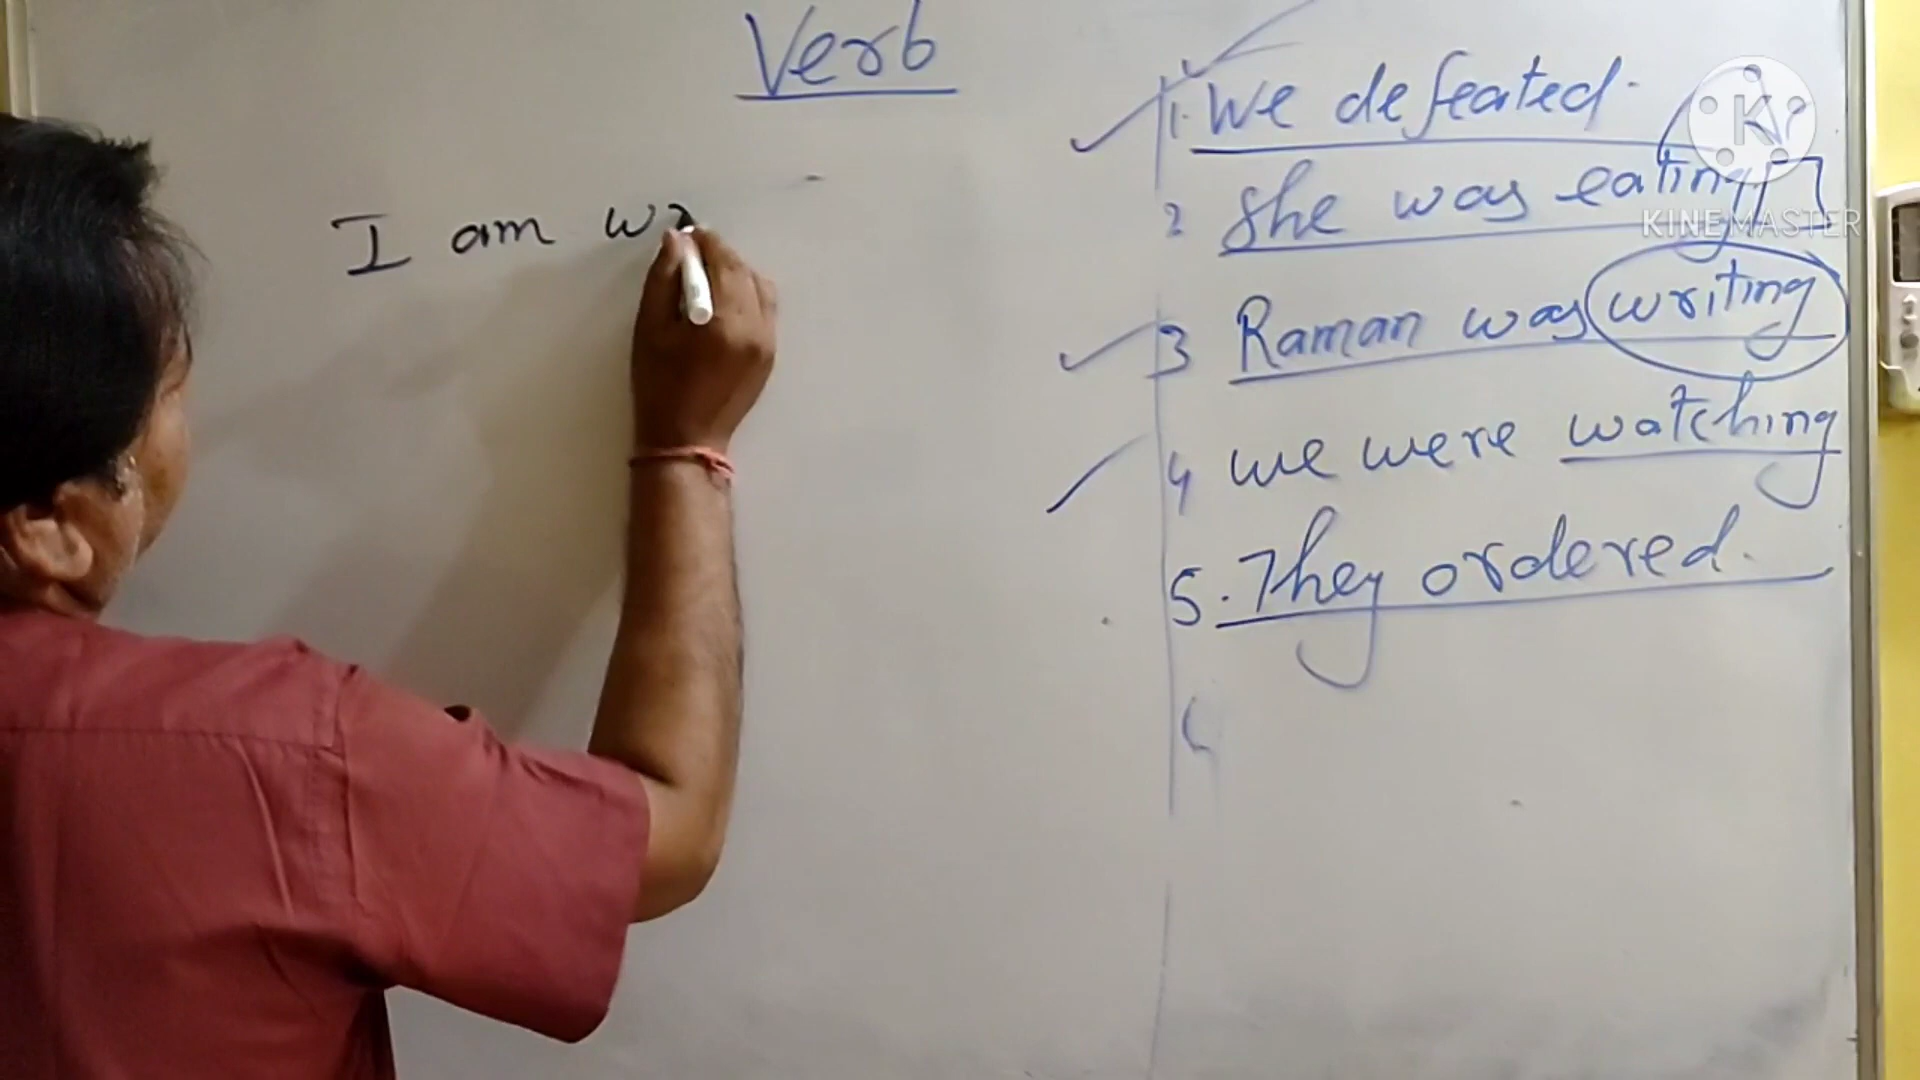 Verb
I am wr
1. We defeated.
2 She was eating
3 Raman was writing
4 we were watching
5. They ordered.
KINEMASTER